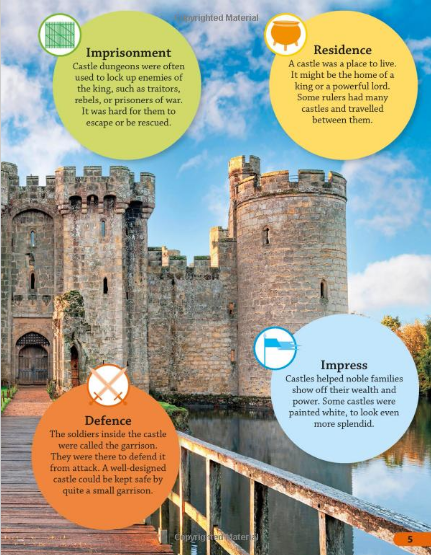 Copyrighted Material
Imprisonment
Castle dungeons were often
used to lock up enemies of
the king, such as traitors,
rebels, or prisoners of war.
It was hard for them to
escape or be rescued.
Residence
A castle was a place to live.
It might be the home of a
king or a powerful lord.
Some rulers had many
castles and travelled
between them.
Impress
Castles helped noble families
show off their wealth and
power. Some castles were
painted white, to look even
more splendid.
Defence
The soldiers inside the castle
were called the garrison.
They were there to defend it
from attack. A well-designed
castle could be kept safe by
quite a small garrison.
Copyrighted Material
5